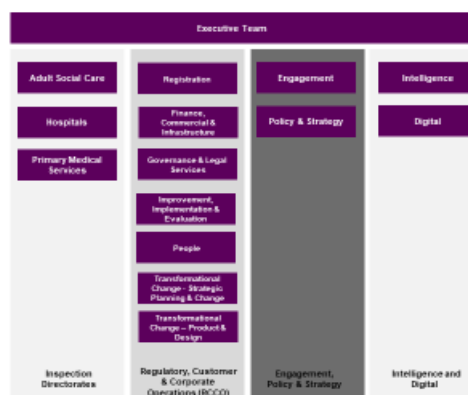 Executive Team
Adult Social Care
Hospitals
Primary Medical
Services
Inspection
Directorates
Registration
Finance,
Commercial &
Infrastructure
Governance & Legal
Services
Improvement,
Implementation &
Evaluation
People
Transformational
Change - Strategic
Planning & Change
Transformational
Change – Product &
Design
Regulatory, Customer
& Corporate
Operations (RCCO)
Engagement
Policy & Strategy
Engagement,
Policy & Strategy
Intelligence
Digital
Intelligence and
Digital